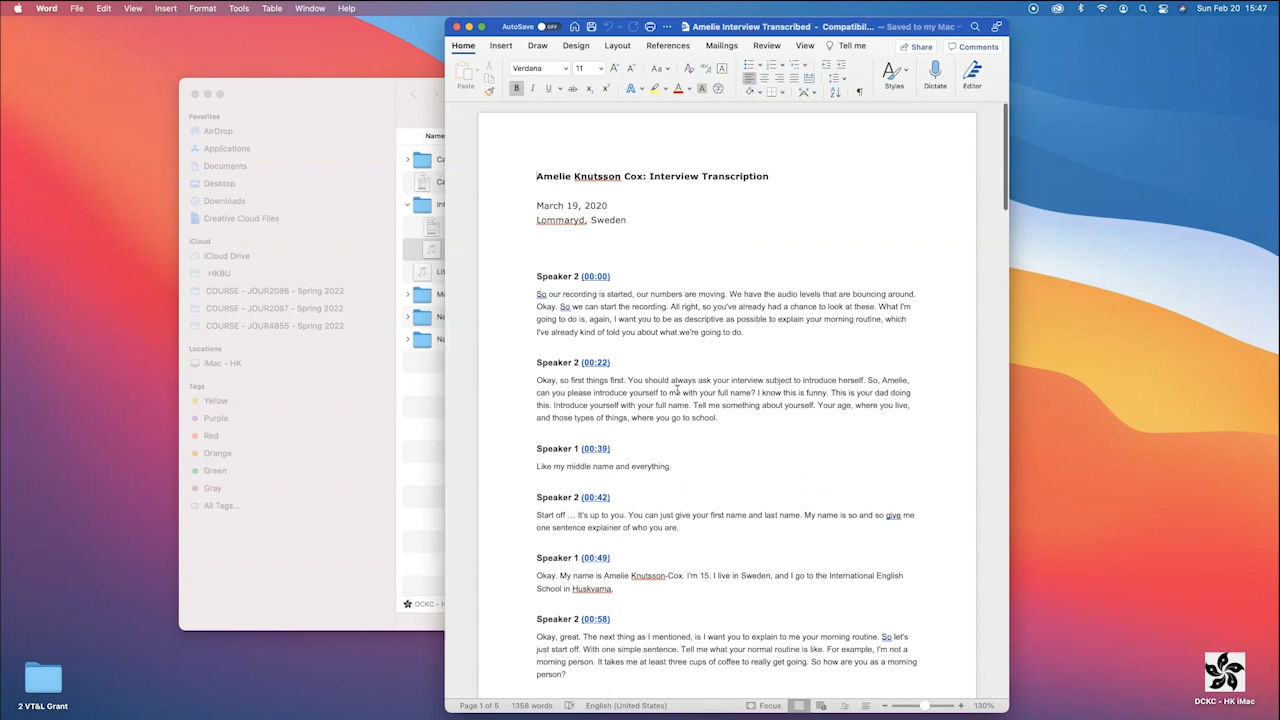 Word File Edit View Insert Format Tools Table Window Help Sun Feb 20 15:47
AutoSave OFF Amelie Interview Transcribed - Compatibil... — Saved to my Mac
Home Insert Draw Design Layout References Mailings Review View Tell me Share Comments
Paste Verdana 11 Styles Dictate Editor
Favorites
AirDrop
Applications
Documents
Desktop
Downloads
Creative Cloud Files
iCloud
iCloud Drive
HKBU
COURSE - JOUR2086 - Spring 2022
COURSE - JOUR2087 - Spring 2022
COURSE - JOUR4855 - Spring 2022
Locations
iMac - HK
Tags
Yellow
Purple
Red
Orange
Green
Gray
All Tags...
Name
Ca
Ca
Int
Lit
M
Na
Na
DCKC - H
Amelie Knutsson Cox: Interview Transcription
March 19, 2020
Lommaryd, Sweden
Speaker 2 (00:00)
So our recording is started, our numbers are moving. We have the audio levels that are bouncing around.
Okay. So we can start the recording. All right, so you've already had a chance to look at these. What I'm
going to do is, again, I want you to be as descriptive as possible to explain your morning routine, which
I've already kind of told you about what we're going to do.
Speaker 2 (00:22)
Okay, so first things first. You should always ask your interview subject to introduce herself. So, Amelie,
can you please introduce yourself to me with your full name? I know this is funny. This is your dad doing
this. Introduce yourself with your full name. Tell me something about yourself. Your age, where you live,
and those types of things, where you go to school.
Speaker 1 (00:39)
Like my middle name and everything.
Speaker 2 (00:42)
Start off ... It's up to you. You can just give your first name and last name. My name is so and so give me
one sentence explainer of who you are.
Speaker 1 (00:49)
Okay. My name is Amelie Knutsson-Cox. I'm 15. I live in Sweden, and I go to the International English
School in Huskvarna.
Speaker 2 (00:58)
Okay, great. The next thing as I mentioned, is I want you to explain to me your morning routine. So let's
just start off. With one simple sentence. Tell me what your normal routine is like. For example, I'm not a
morning person. It takes me at least three cups of coffee to really get going. So how are you as a morning
person?
Page 1 of 5 1358 words English (United States) Focus 130%
2 VT&L Grant
DCKC - HK iMac